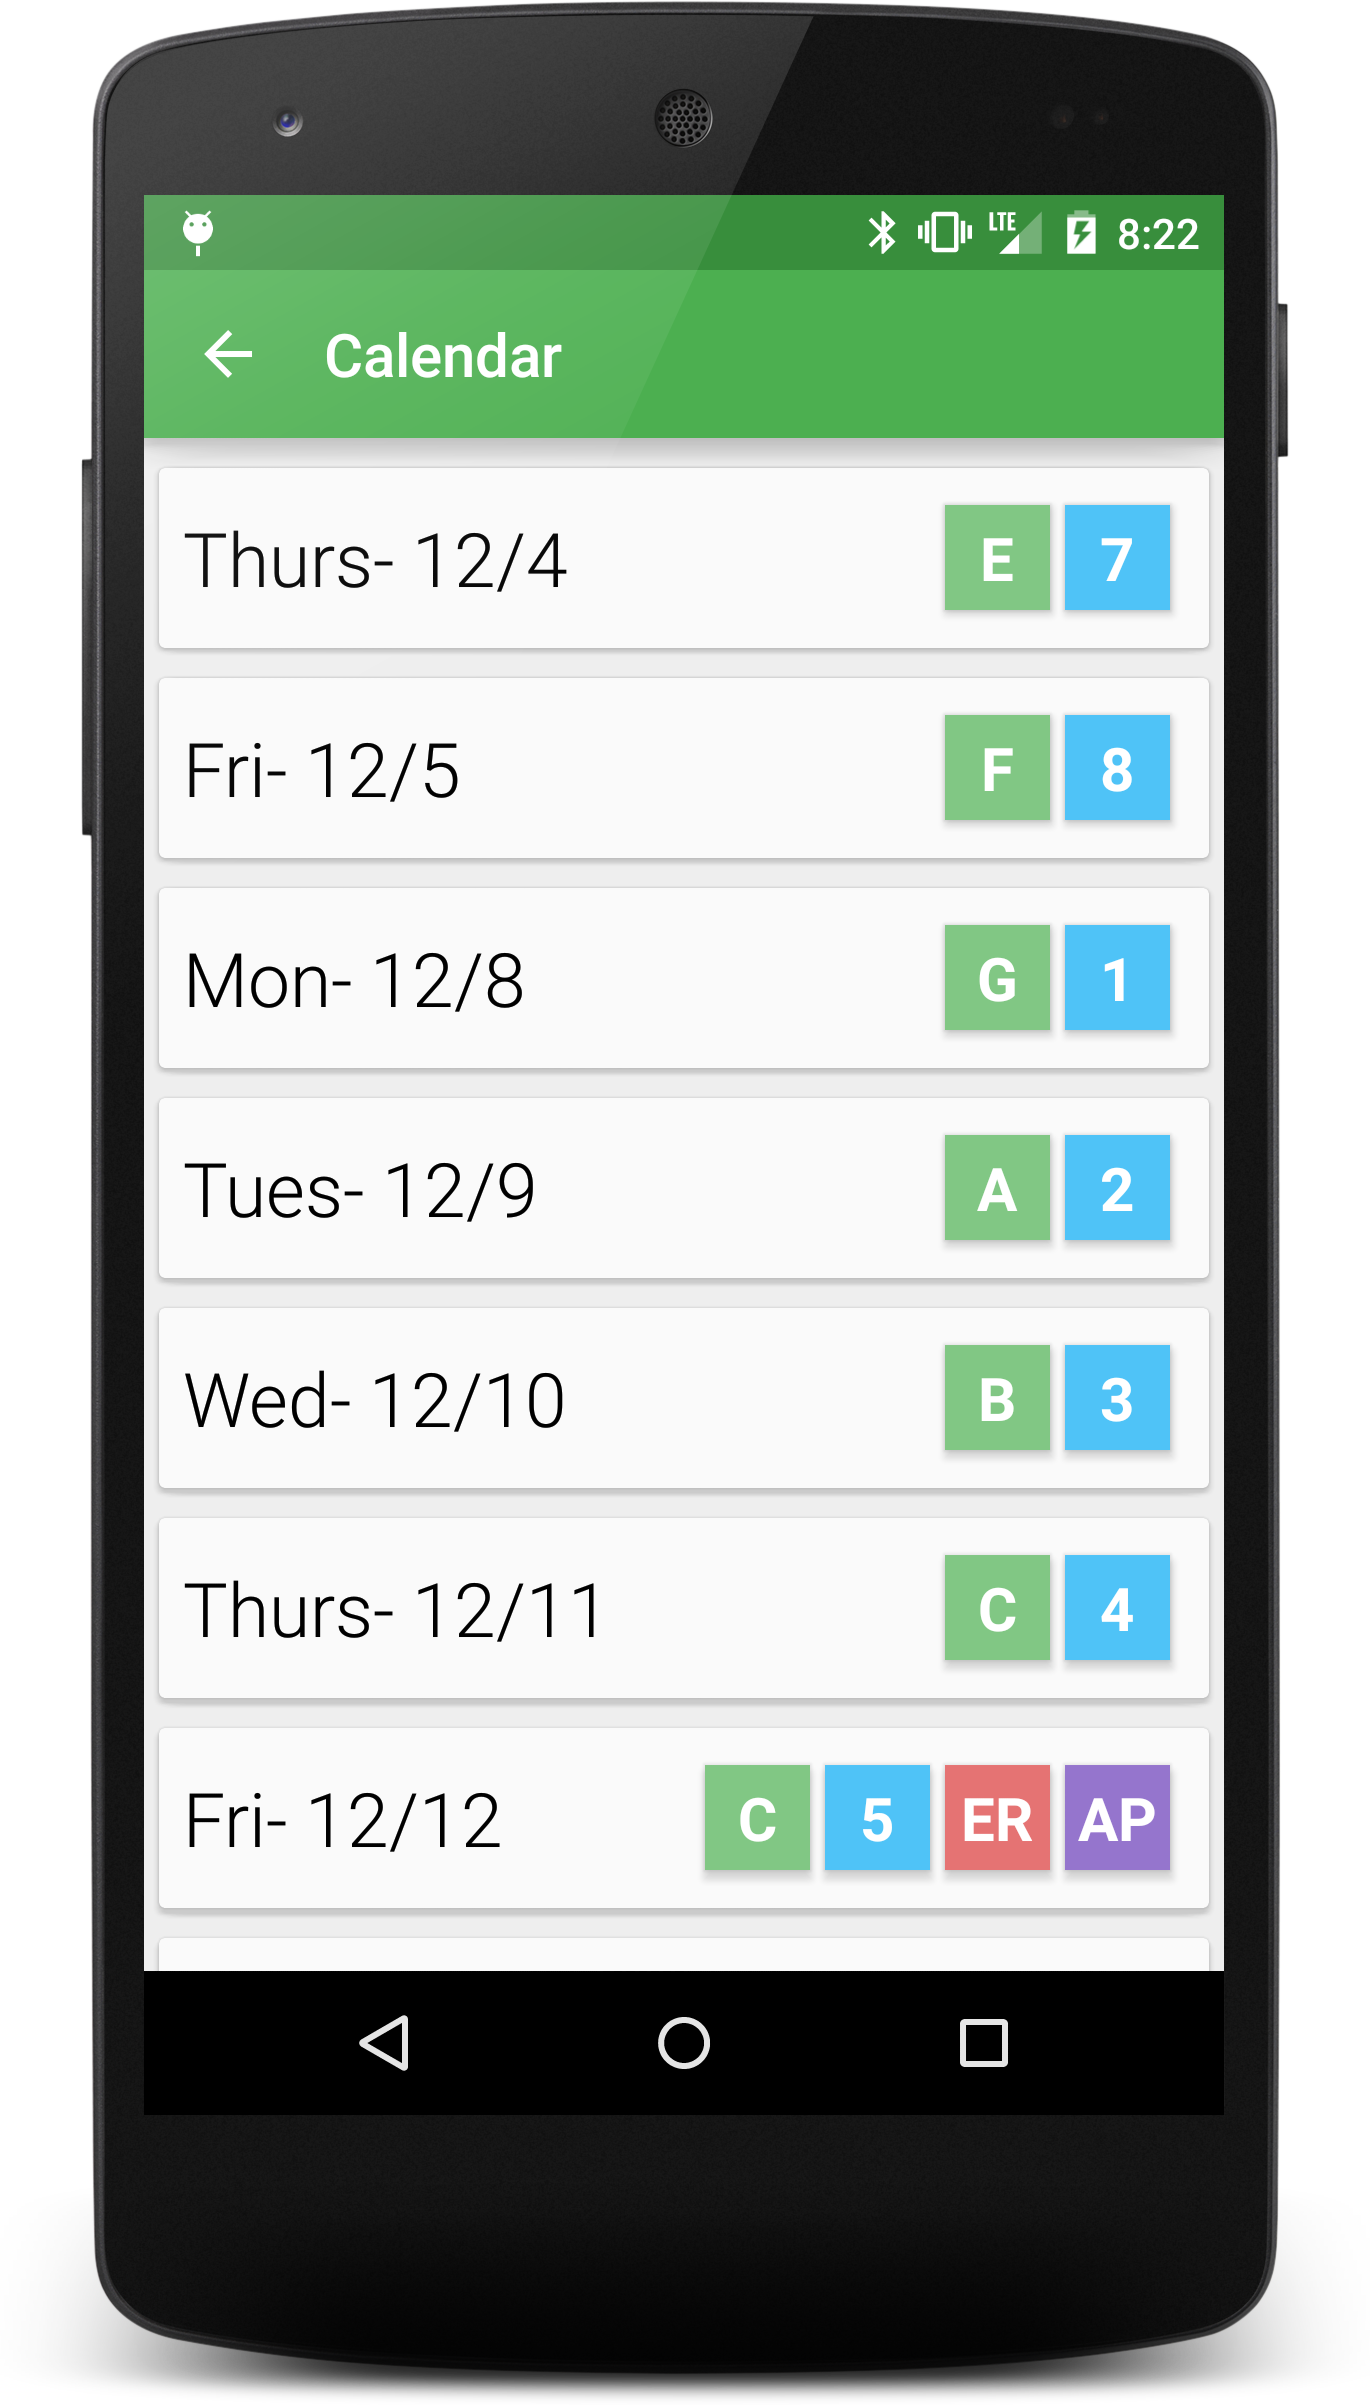 LTE 8:22
Calendar
Thurs- 12/4 E 7
Fri- 12/5 F 8
Mon- 12/8 G 1
Tues- 12/9 A 2
Wed- 12/10 B 3
Thurs- 12/11 C 4
Fri- 12/12 C 5 ER AP